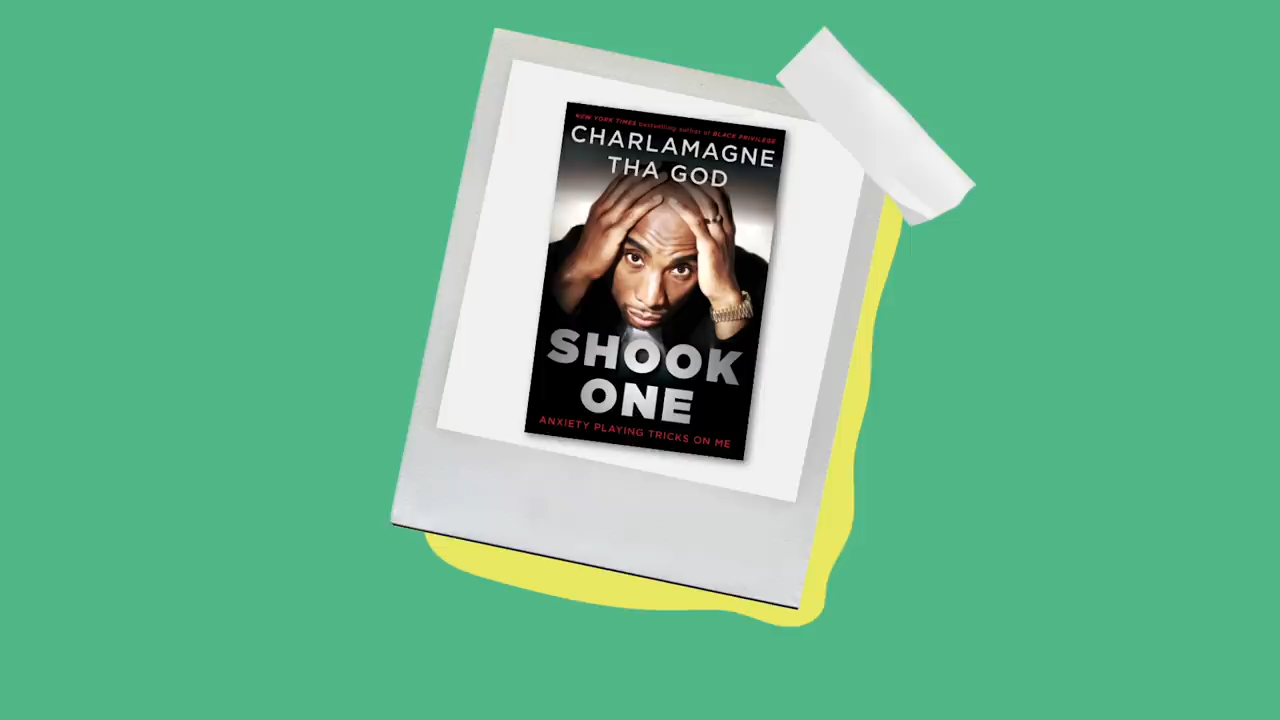 NEW YORK TIMES bestselling author of BLACK PRIVILEGE
CHARLAMAGNE
THA GOD
SHOOK
ONE
ANXIETY PLAYING TRICKS ON ME